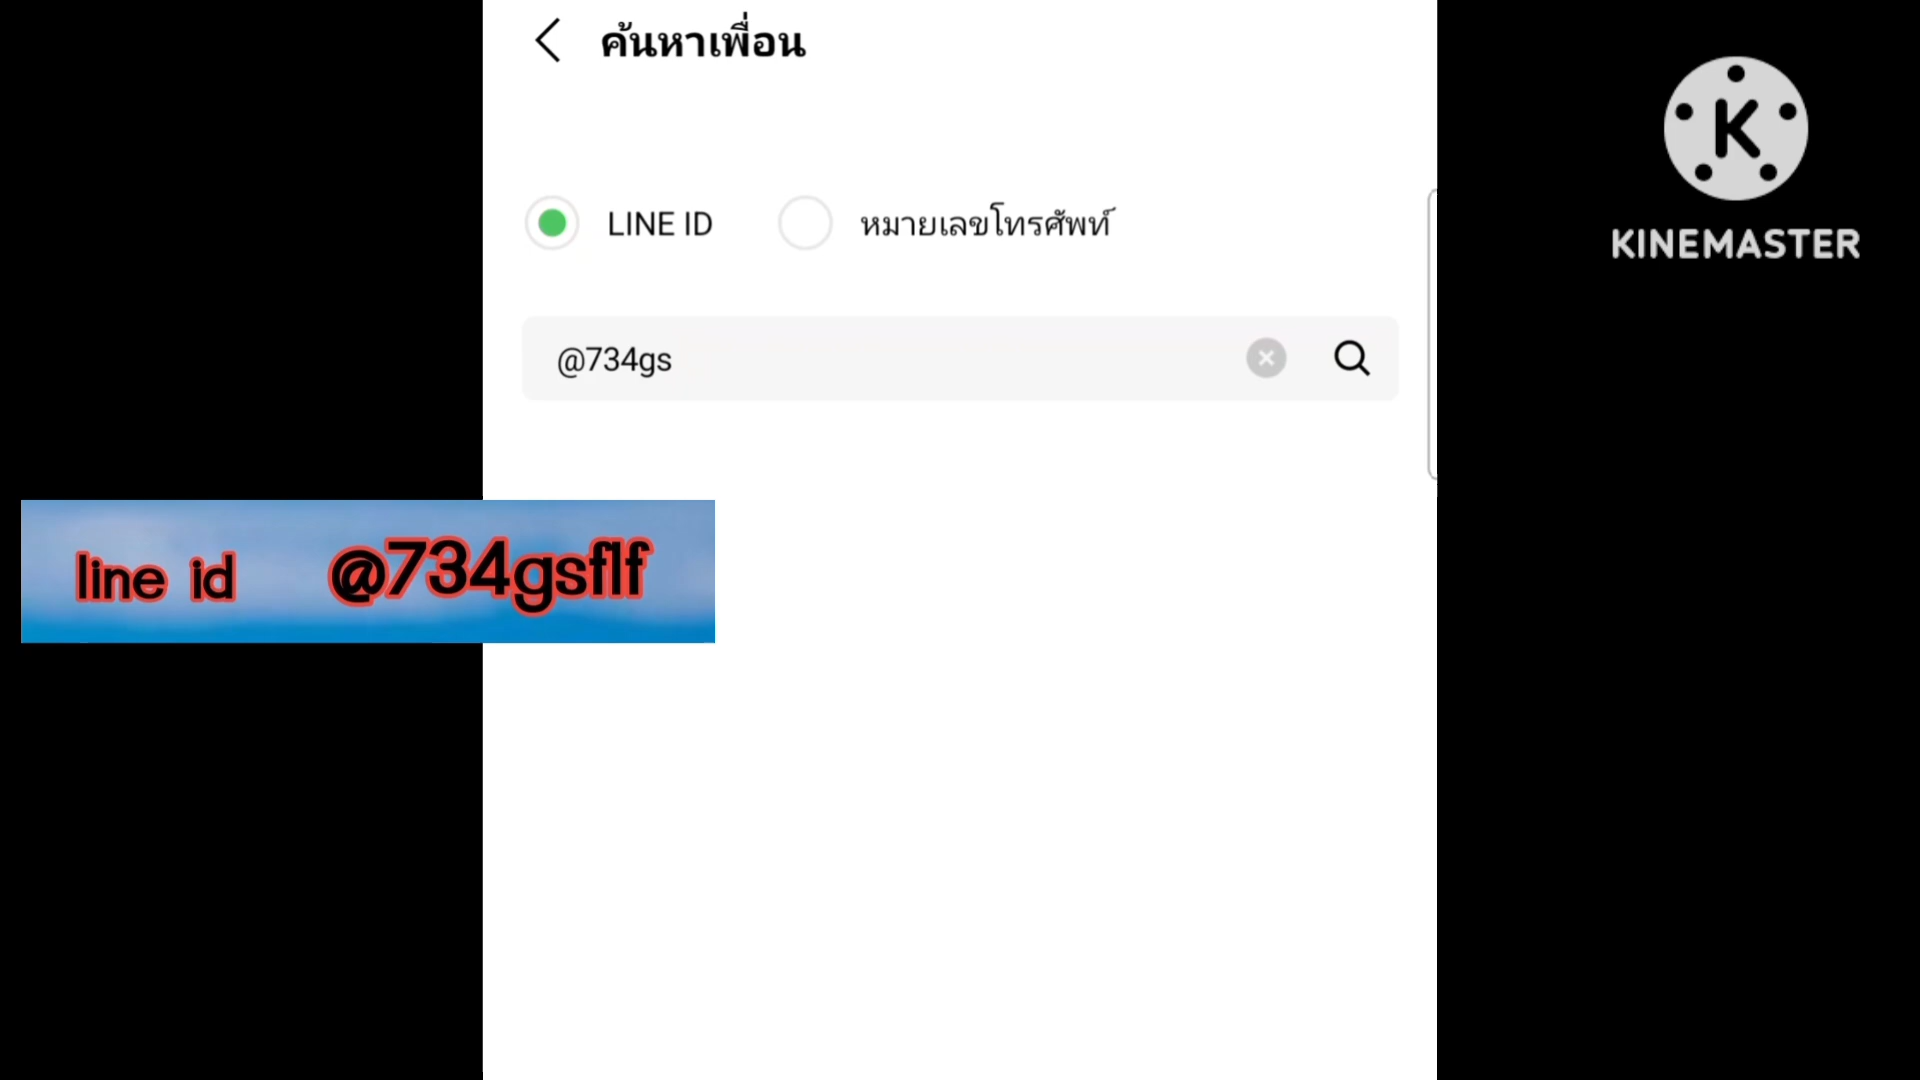 ค้นหาเพื่อน
LINE ID
หมายเลขโทรศัพท์
@734gs
line id @734gsflf
KINEMASTER